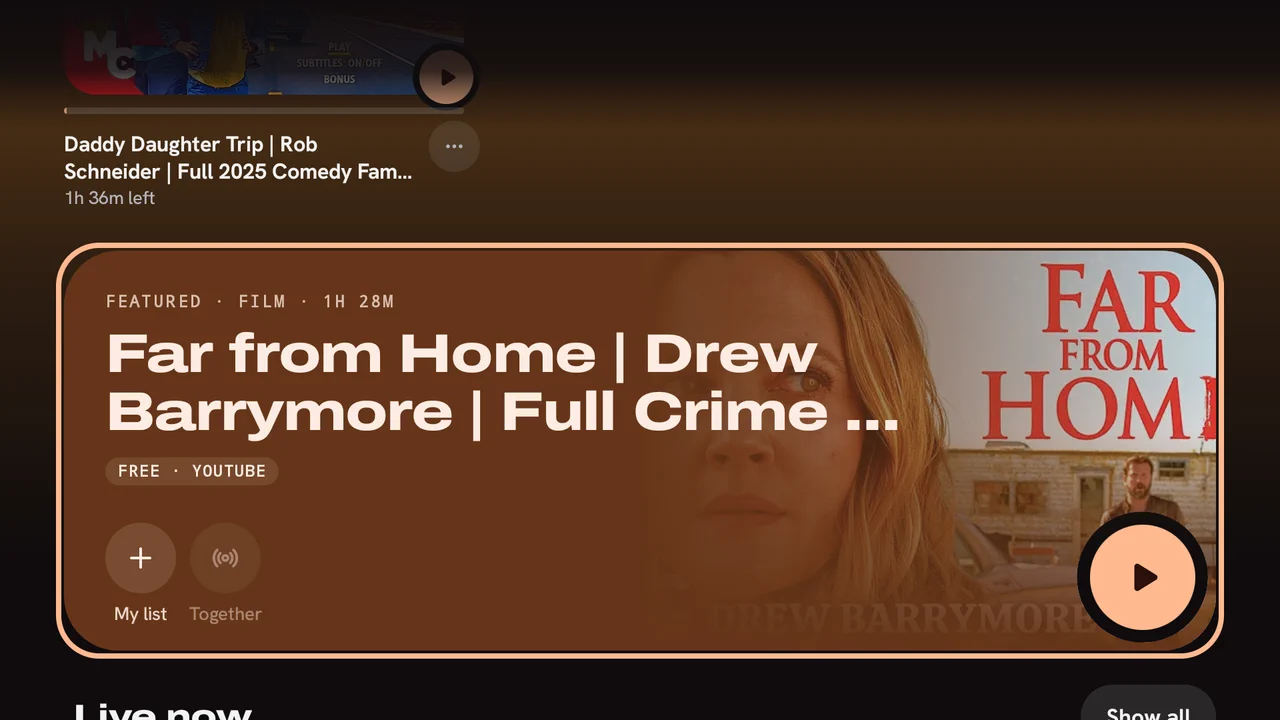 MC
PLAY
SUBTITLES: ON/OFF
BONUS
Daddy Daughter Trip | Rob
Schneider | Full 2025 Comedy Fam...
1h 36m left
FEATURED · FILM · 1H 28M
Far from Home | Drew
Barrymore | Full Crime ...
FREE · YOUTUBE
My list
Together
FAR
FROM
HOME
DREW BARRYMORE
Live now
Show all